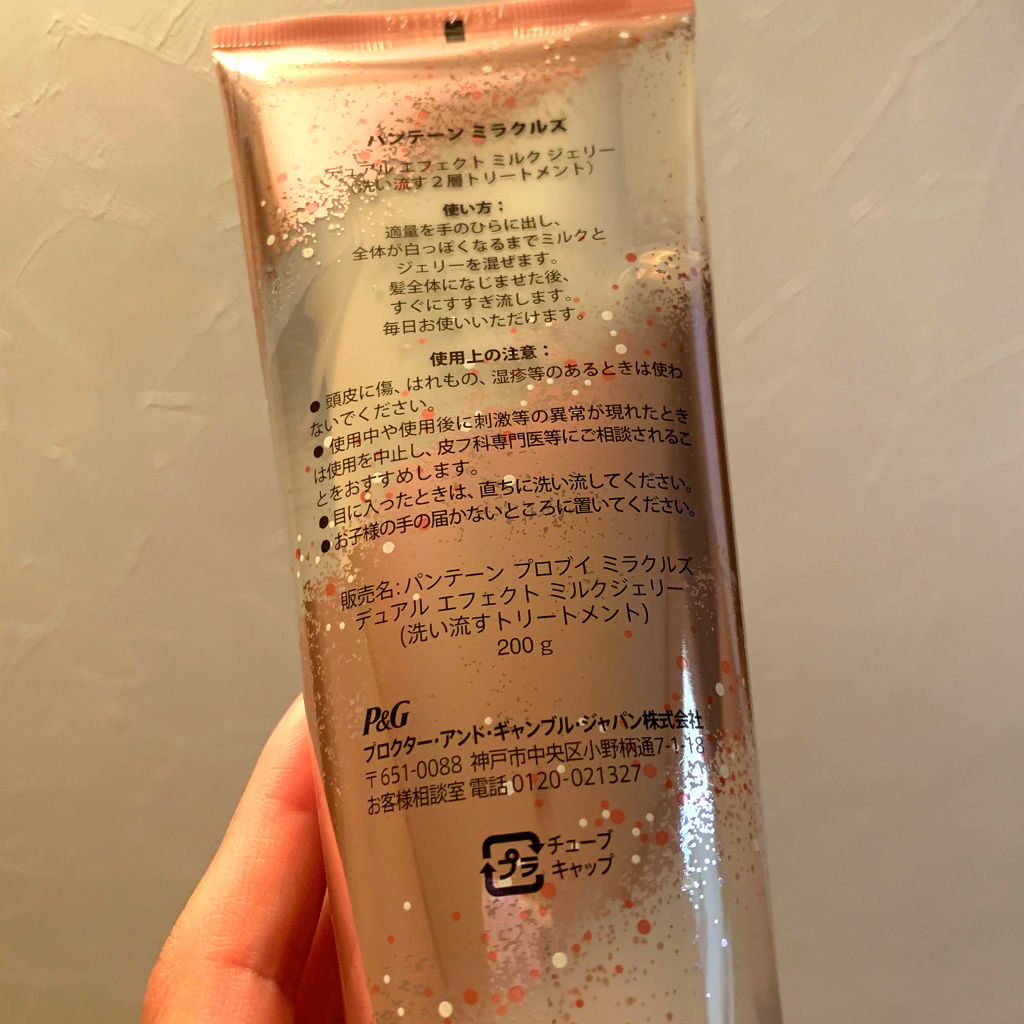 パンテーン ミラクルズ
デュアル エフェクト ミルク ジェリー
(洗い流す2層トリートメント)
使い方：
適量を手のひらに出し、
全体が白っぽくなるまでミルクと
ジェリーを混ぜます。
髪全体になじませた後、
すぐにすすぎ流します。
毎日お使いいただけます。
使用上の注意：
● 頭皮に傷、はれもの、湿疹等のあるときは使わ
ないでください。
● 使用中や使用後に刺激等の異常が現れたとき
は使用を中止し、皮フ科専門医等にご相談されるこ
とをおすすめします。
● 目に入ったときは、直ちに洗い流してください。
● お子様の手の届かないところに置いてください。
販売名：パンテーン プロブイ ミラクルズ
デュアル エフェクト ミルクジェリー
(洗い流すトリートメント)
200 g
P&G
プロクター・アンド・ギャンブル・ジャパン株式会社
〒651-0088 神戸市中央区小野柄通7-1-18
お客様相談室 電話 0120-021327
プラ
チューブ
キャップ